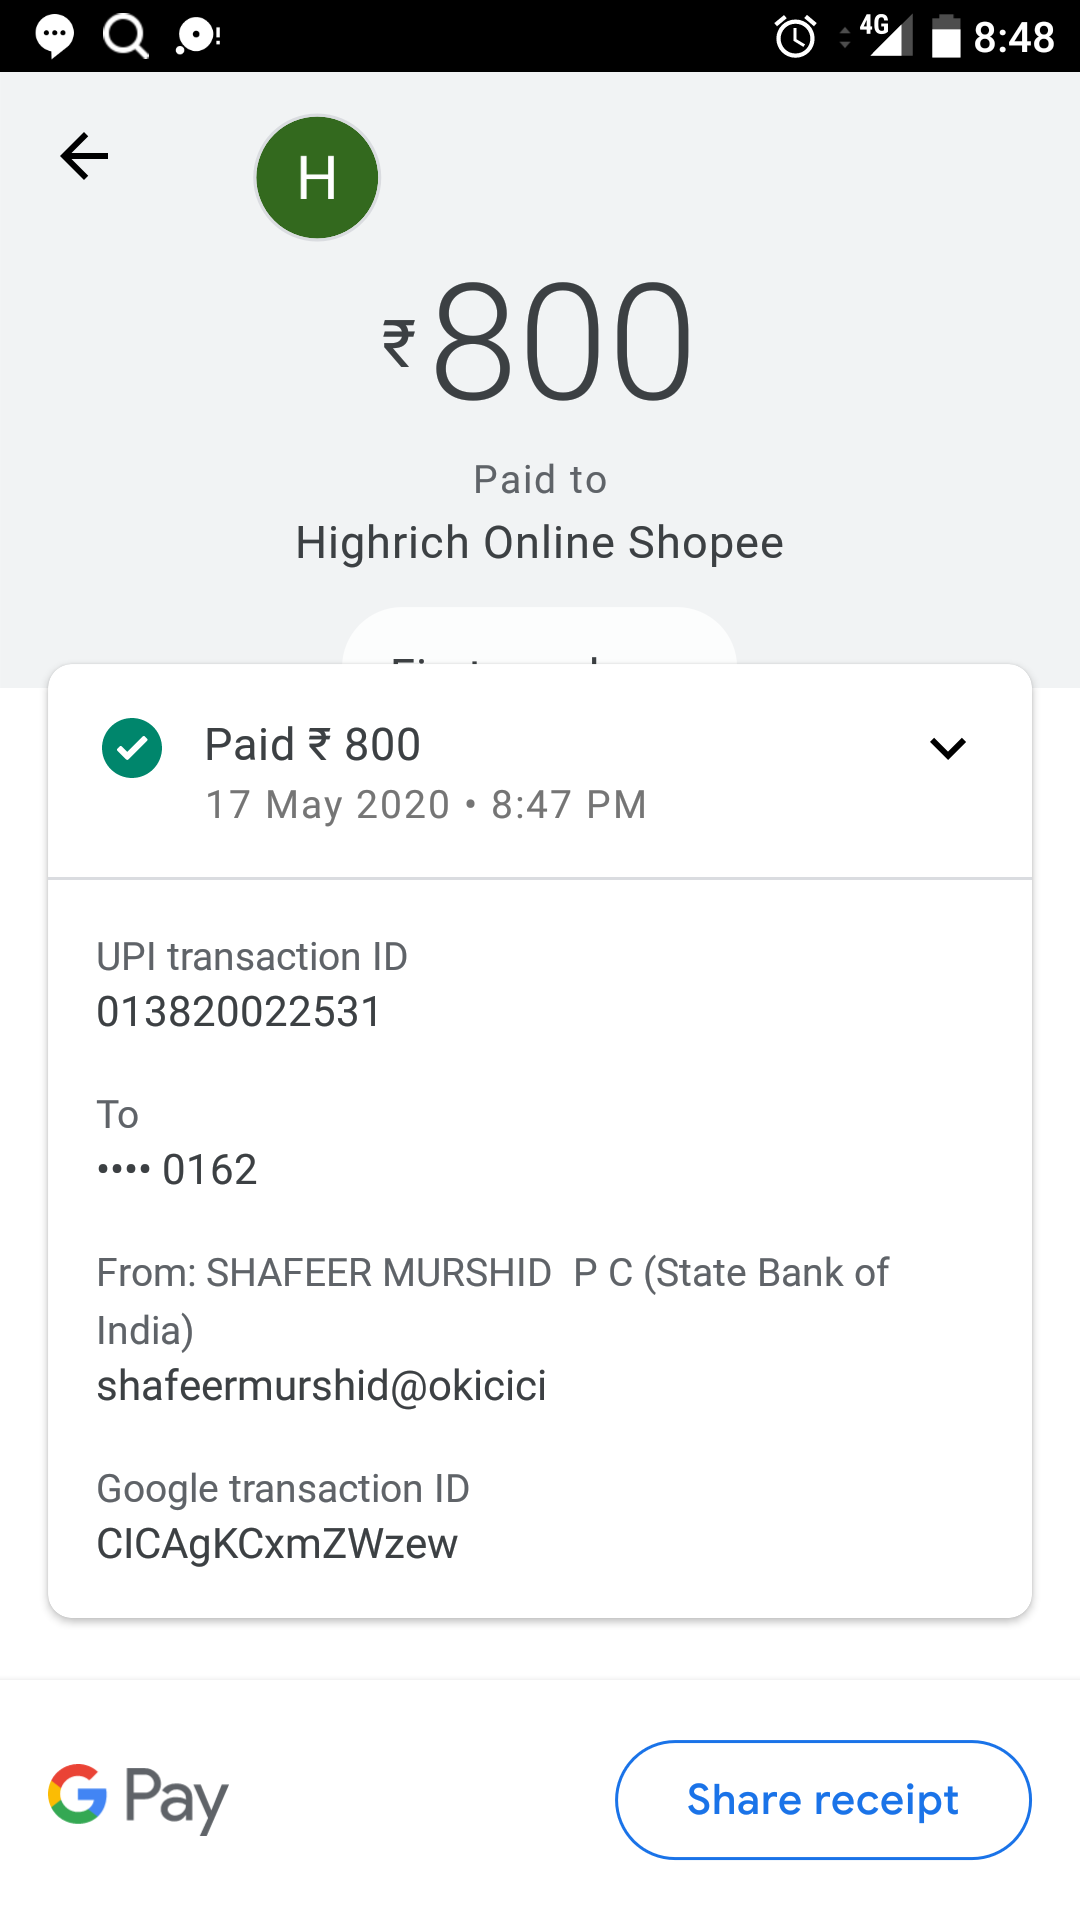 4G 8:48
H
₹800
Paid to
Highrich Online Shopee
Paid ₹ 800
17 May 2020 • 8:47 PM
UPI transaction ID
013820022531
To
•••• 0162
From: SHAFEER MURSHID  P C (State Bank of
India)
shafeermurshid@okicici
Google transaction ID
CICAgKCxmZWzew
G Pay
Share receipt